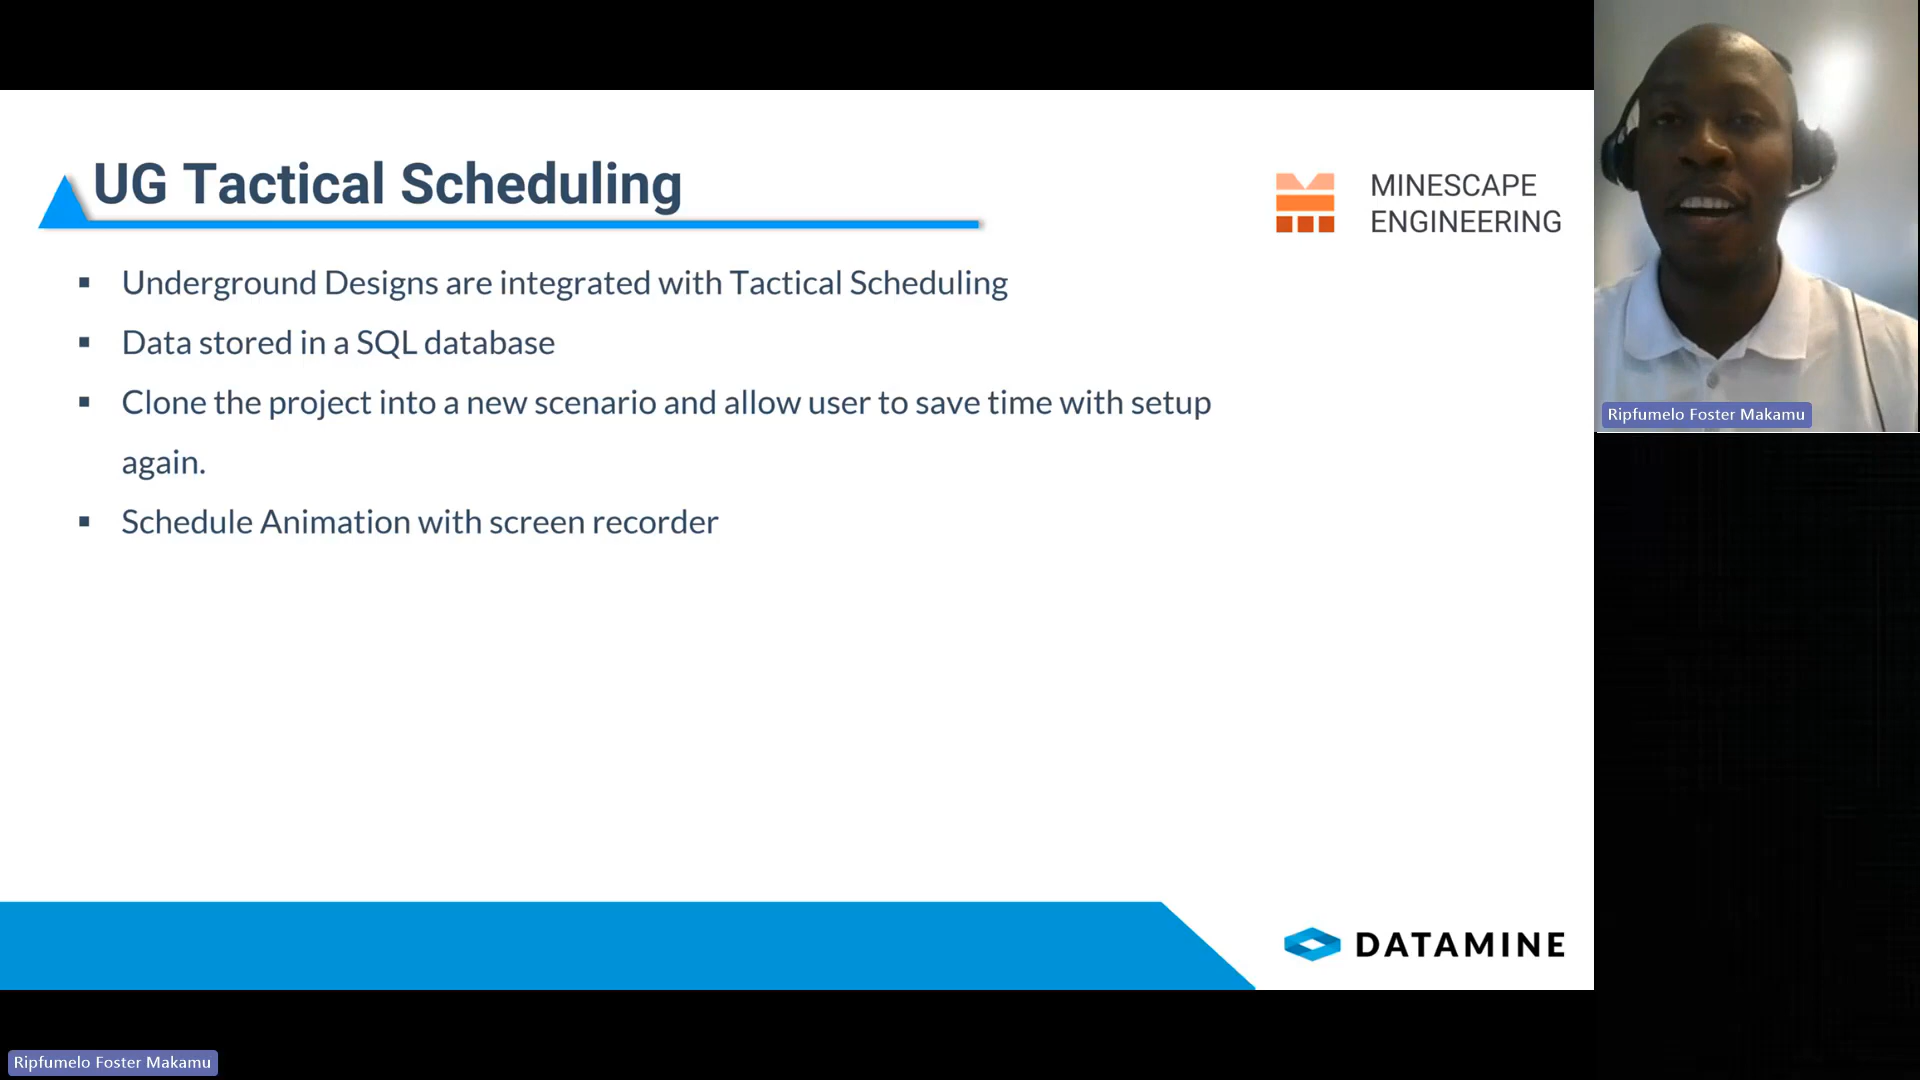 UG Tactical Scheduling
MINESCAPE
ENGINEERING
▪ Underground Designs are integrated with Tactical Scheduling
▪ Data stored in a SQL database
▪ Clone the project into a new scenario and allow user to save time with setup
again.
▪ Schedule Animation with screen recorder
DATAMINE
Ripfumelo Foster Makamu
Ripfumelo Foster Makamu